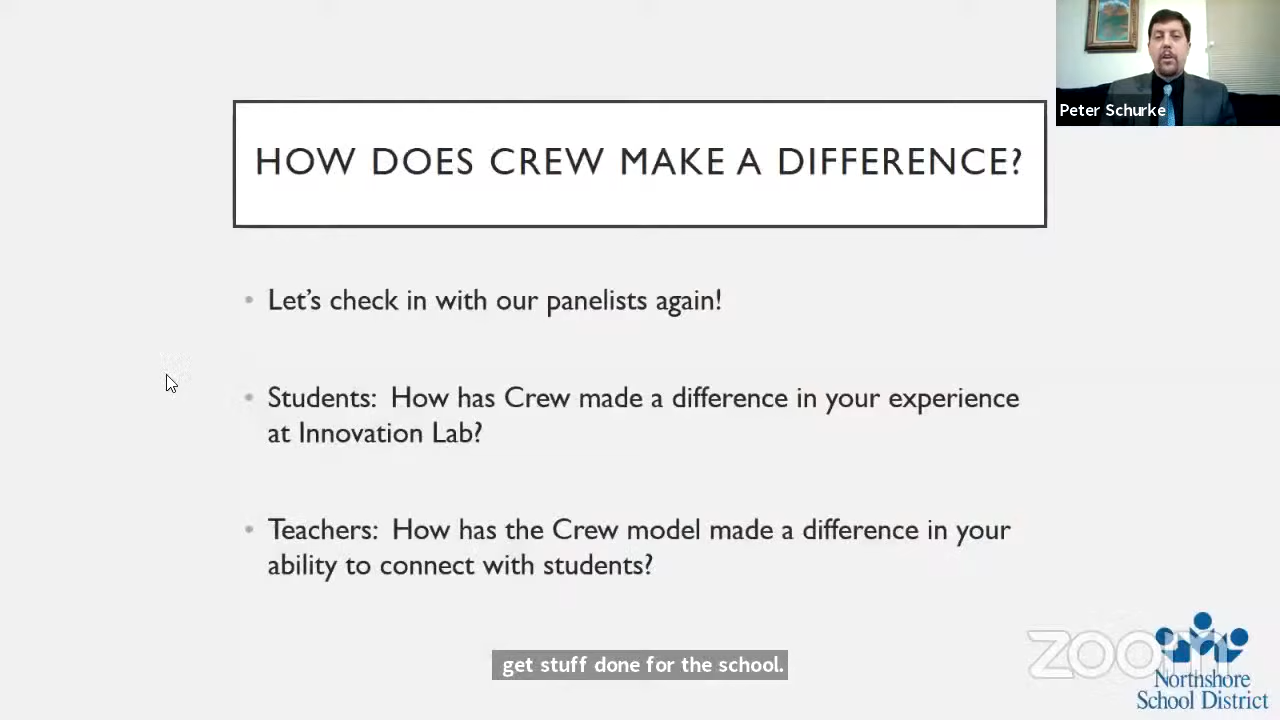 Peter Schurke
HOW DOES CREW MAKE A DIFFERENCE?
• Let's check in with our panelists again!
• Students:  How has Crew made a difference in your experience
at Innovation Lab?
• Teachers:  How has the Crew model made a difference in your
ability to connect with students?
get stuff done for the school.
zoom
Northshore
School District